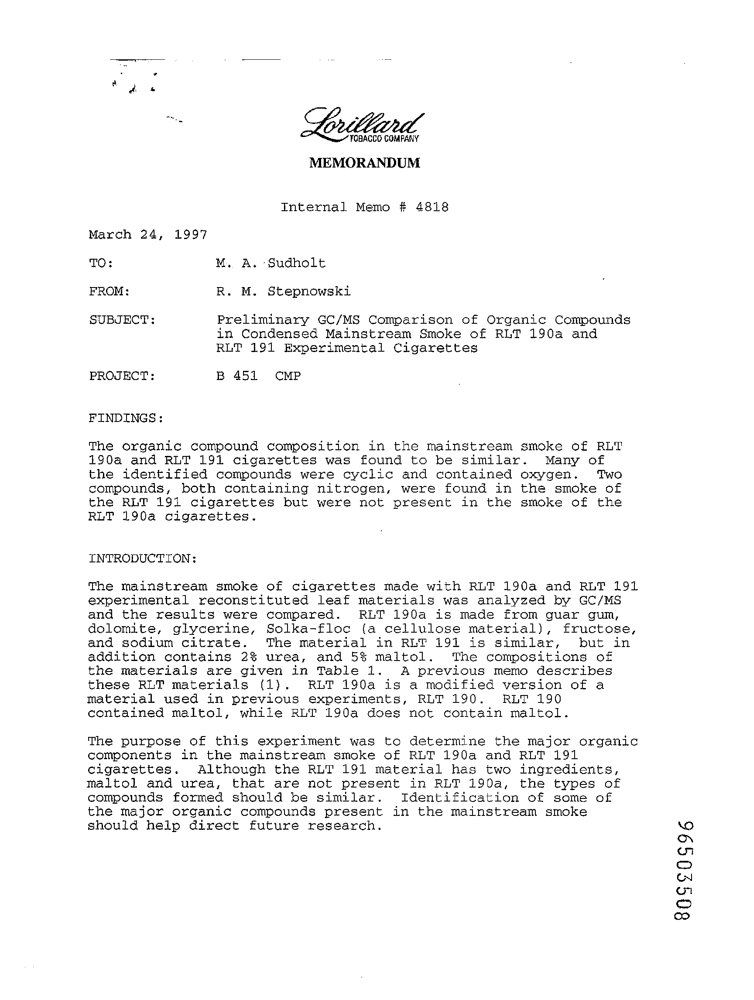 Lorillard
TOBACCO COMPANY
MEMORANDUM
Internal Memo # 4818
March 24, 1997
TO: M. A. Sudholt
FROM: R. M. Stepnowski
SUBJECT: Preliminary GC/MS Comparison of Organic Compounds
in Condensed Mainstream Smoke of RLT 190a and
RLT 191 Experimental Cigarettes
PROJECT: B 451 CMP
FINDINGS:
The organic compound composition in the mainstream smoke of RLT
190a and RLT 191 cigarettes was found to be similar. Many of
the identified compounds were cyclic and contained oxygen. Two
compounds, both containing nitrogen, were found in the smoke of
the RLT 191 cigarettes but were not present in the smoke of the
RLT 190a cigarettes.
INTRODUCTION:
The mainstream smoke of cigarettes made with RLT 190a and RLT 191
experimental reconstituted leaf materials was analyzed by GC/MS
and the results were compared. RLT 190a is made from guar gum,
dolomite, glycerine, Solka-floc (a cellulose material), fructose,
and sodium citrate. The material in RLT 191 is similar, but in
addition contains 2% urea, and 5% maltol. The compositions of
the materials are given in Table 1. A previous memo describes
these RLT materials (1). RLT 190a is a modified version of a
material used in previous experiments, RLT 190. RLT 190
contained maltol, while RLT 190a does not contain maltol.
The purpose of this experiment was to determine the major organic
components in the mainstream smoke of RLT 190a and RLT 191
cigarettes. Although the RLT 191 material has two ingredients,
maltol and urea, that are not present in RLT 190a, the types of
compounds formed should be similar. Identification of some of
the major organic compounds present in the mainstream smoke
should help direct future research.
96503508